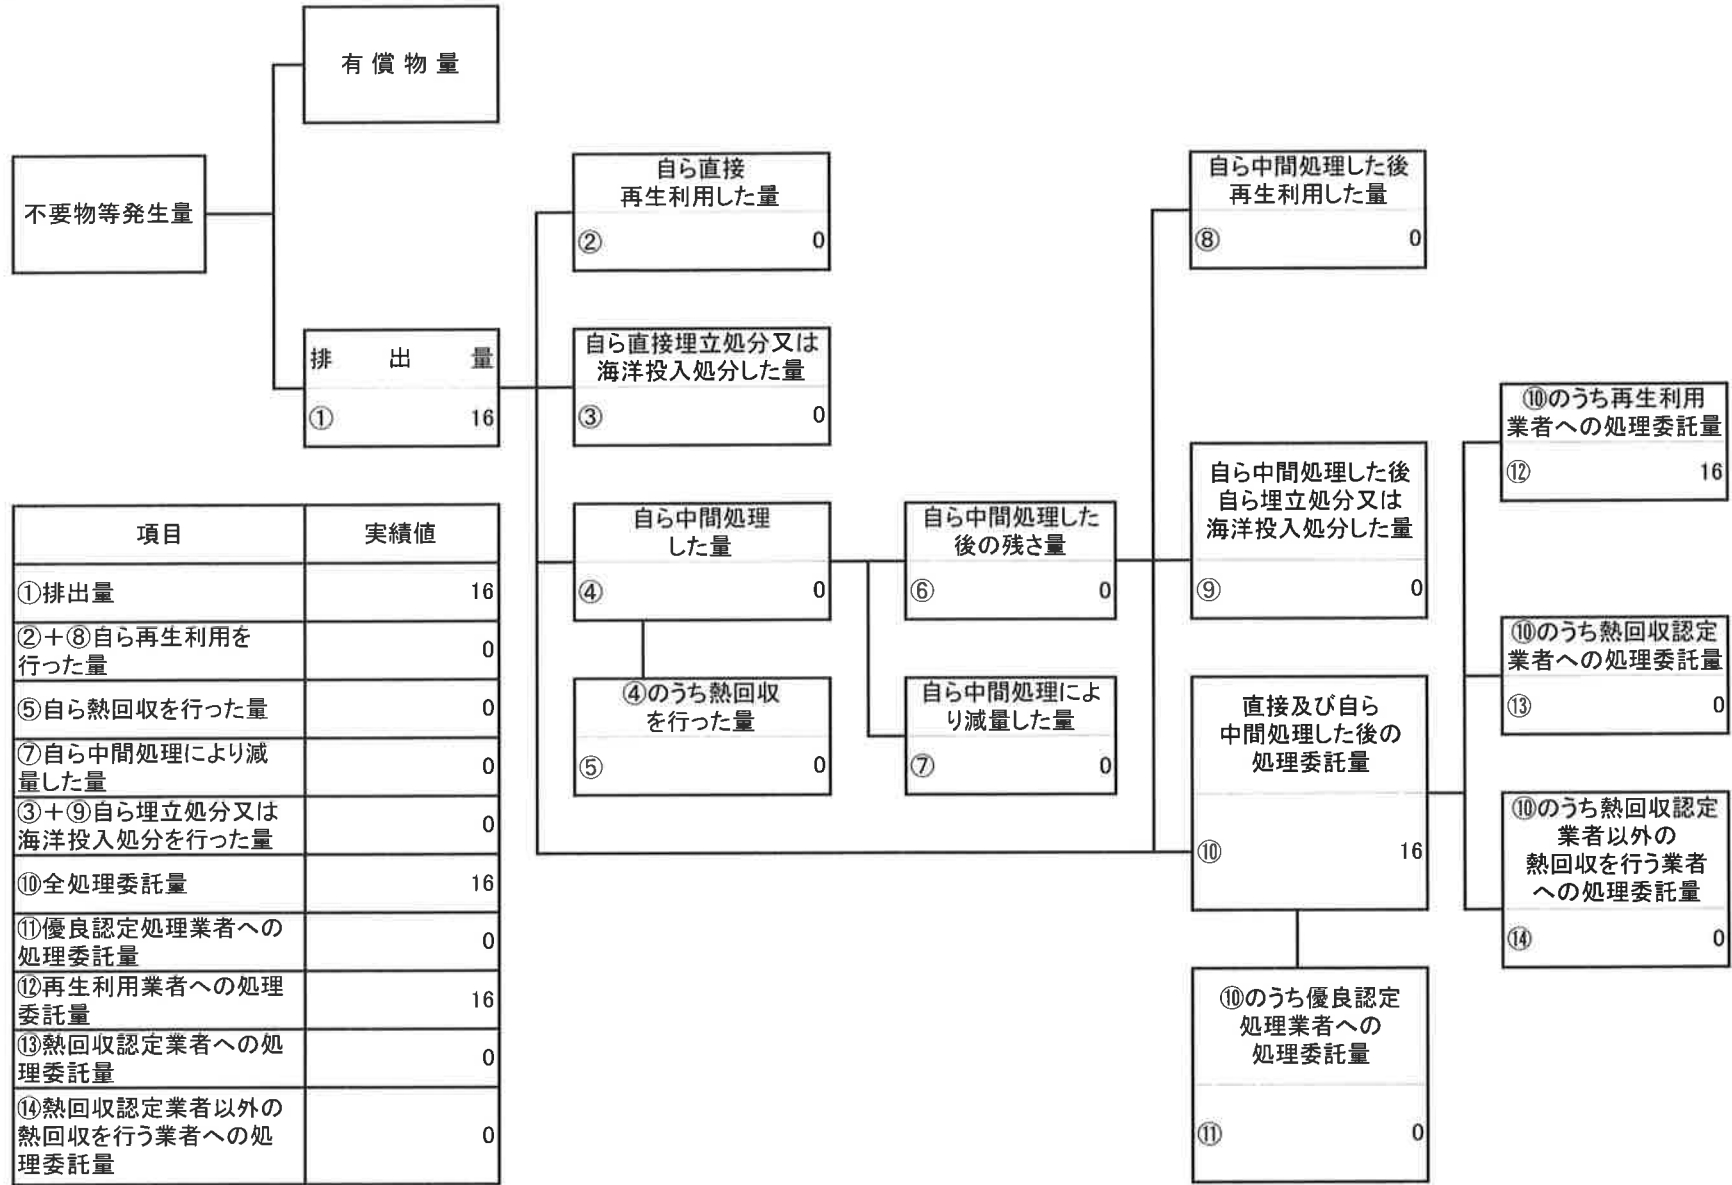 有償物量
不要物等発生量
排出量
① 16
自ら直接
再生利用した量
② 0
自ら直接埋立処分又は
海洋投入処分した量
③ 0
自ら中間処理
した量
④ 0
④のうち熱回収
を行った量
⑤ 0
自ら中間処理した
後の残さ量
⑥ 0
自ら中間処理によ
り減量した量
⑦ 0
自ら中間処理した後
再生利用した量
⑧ 0
自ら中間処理した後
自ら埋立処分又は
海洋投入処分した量
⑨ 0
直接及び自ら
中間処理した後の
処理委託量
⑩ 16
⑩のうち優良認定
処理業者への
処理委託量
⑪ 0
⑩のうち再生利用
業者への処理委託量
⑫ 16
⑩のうち熱回収認定
業者への処理委託量
⑬ 0
⑩のうち熱回収認定
業者以外の
熱回収を行う業者
への処理委託量
⑭ 0
項目 実績値
①排出量 16
②+⑧自ら再生利用を
行った量 0
⑤自ら熱回収を行った量 0
⑦自ら中間処理により減
量した量 0
③+⑨自ら埋立処分又は
海洋投入処分を行った量 0
⑩全処理委託量 16
⑪優良認定処理業者への
処理委託量 0
⑫再生利用業者への処理
委託量 16
⑬熱回収認定業者への処
理委託量 0
⑭熱回収認定業者以外の
熱回収を行う業者への処
理委託量 0